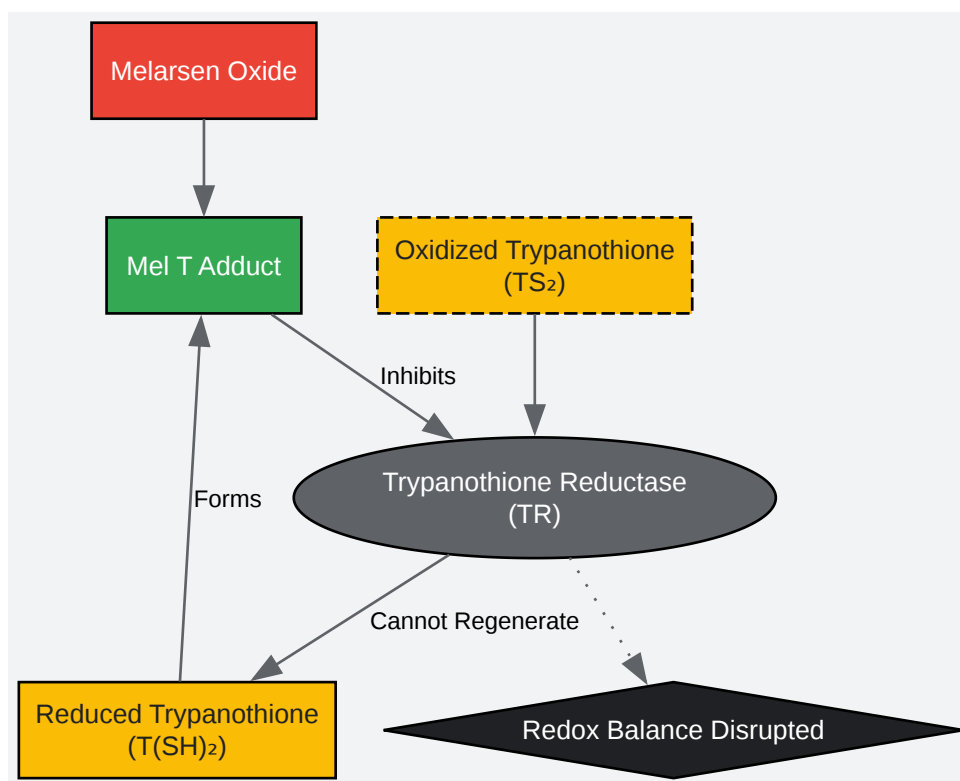 Melarsen Oxide
Mel T Adduct
Oxidized Trypanothione
(TS₂)
Inhibits
Trypanothione Reductase
(TR)
Forms
Cannot Regenerate
Reduced Trypanothione
(T(SH)₂)
Redox Balance Disrupted